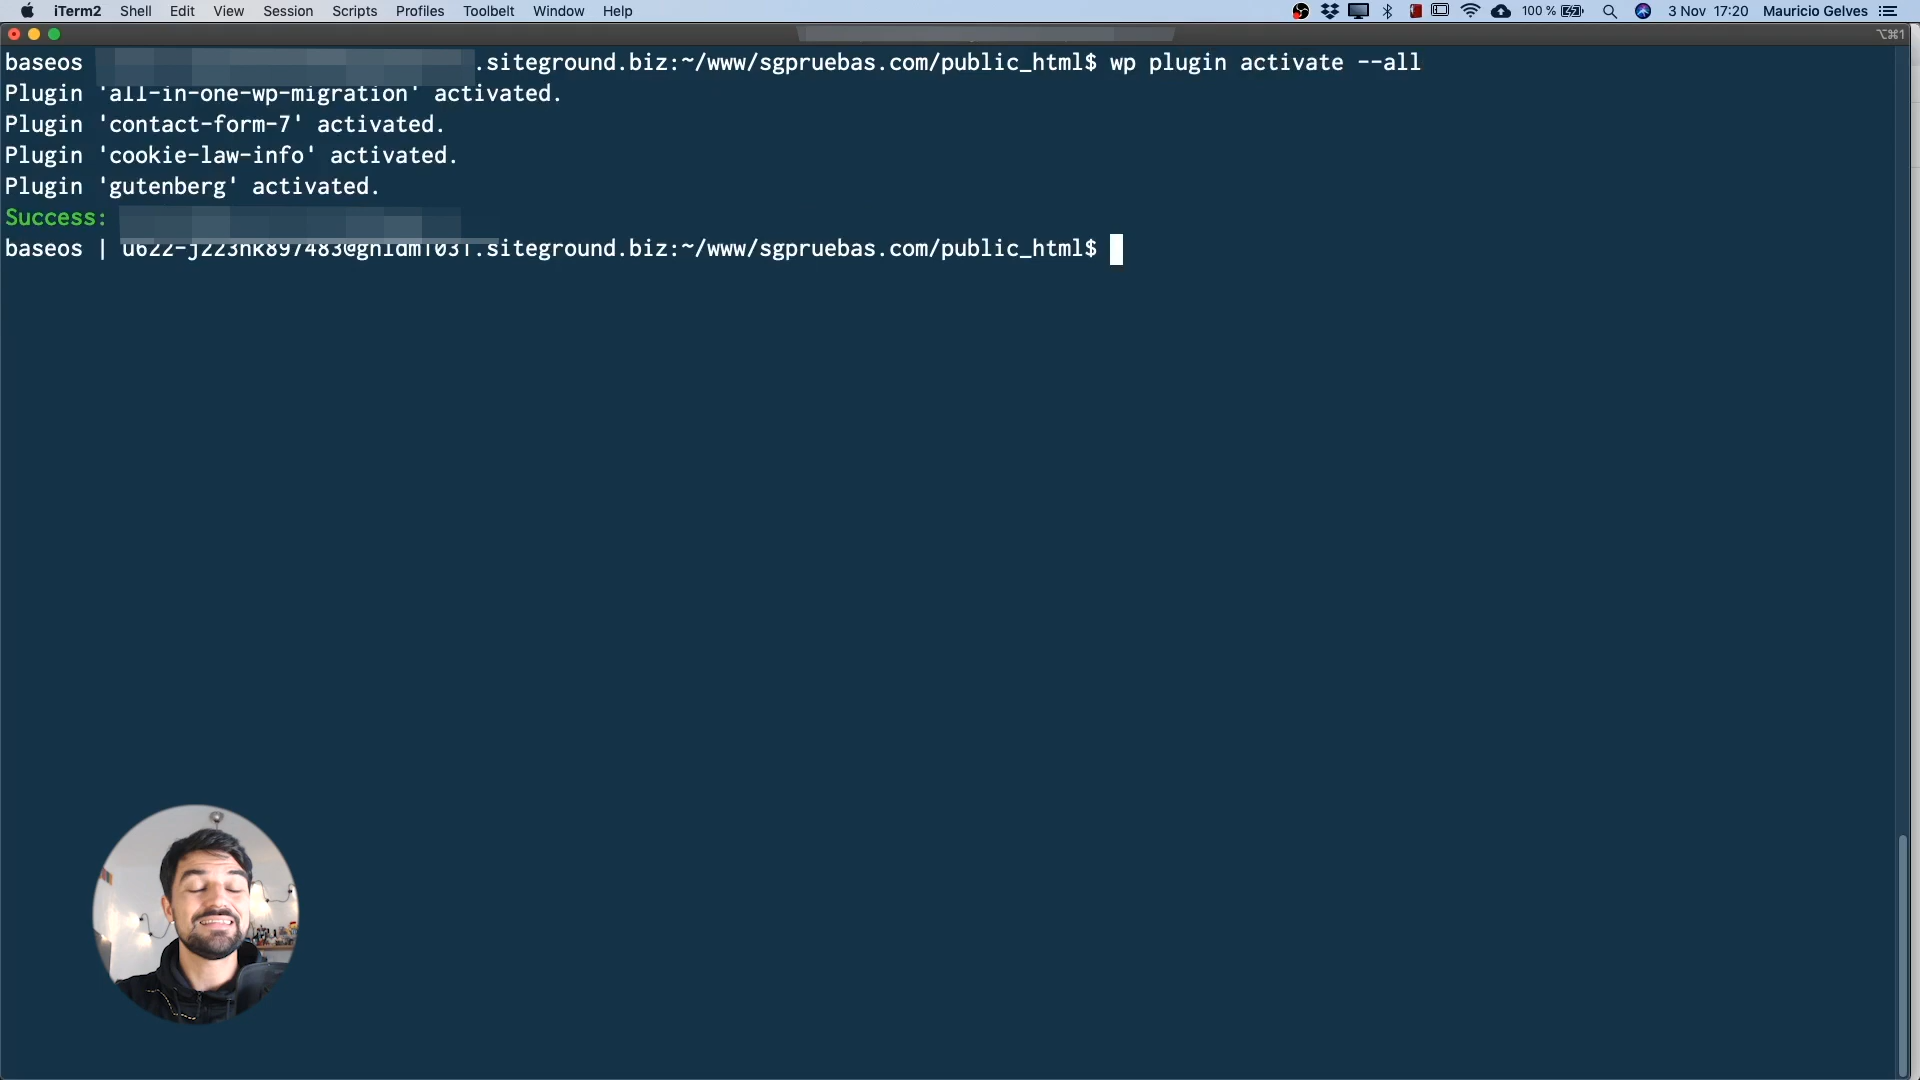 iTerm2 Shell Edit View Session Scripts Profiles Toolbelt Window Help 100 % 3 Nov 17:20 Mauricio Gelves
⌥⌘1
baseos .siteground.biz:~/www/sgpruebas.com/public_html$ wp plugin activate --all
Plugin 'all-in-one-wp-migration' activated.
Plugin 'contact-form-7' activated.
Plugin 'cookie-law-info' activated.
Plugin 'gutenberg' activated.
Success:
baseos | .siteground.biz:~/www/sgpruebas.com/public_html$